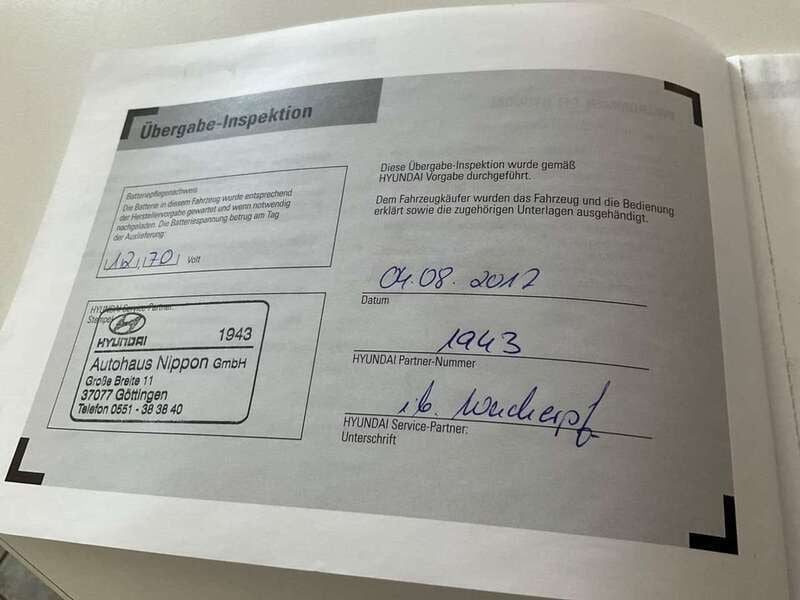 Übergabe-Inspektion
Batteriepflegenachweis
Die Batterie in diesem Fahrzeug wurde entsprechend
der Herstellervorgabe gewartet und wenn notwendig
nachgeladen. Die Batteriespannung betrug am Tag
der Auslieferung:
12,70 Volt
HYUNDAI Service-Partner:
Stempel
HYUNDAI 1943
Autohaus Nippon GmbH
Große Breite 11
37077 Göttingen
Telefon 0551 - 38 38 40
Diese Übergabe-Inspektion wurde gemäß
HYUNDAI Vorgabe durchgeführt.
Dem Fahrzeugkäufer wurden das Fahrzeug und die Bedienung
erklärt sowie die zugehörigen Unterlagen ausgehändigt.
04.08.2017
Datum
1943
HYUNDAI Partner-Nummer
HYUNDAI Service-Partner:
Unterschrift